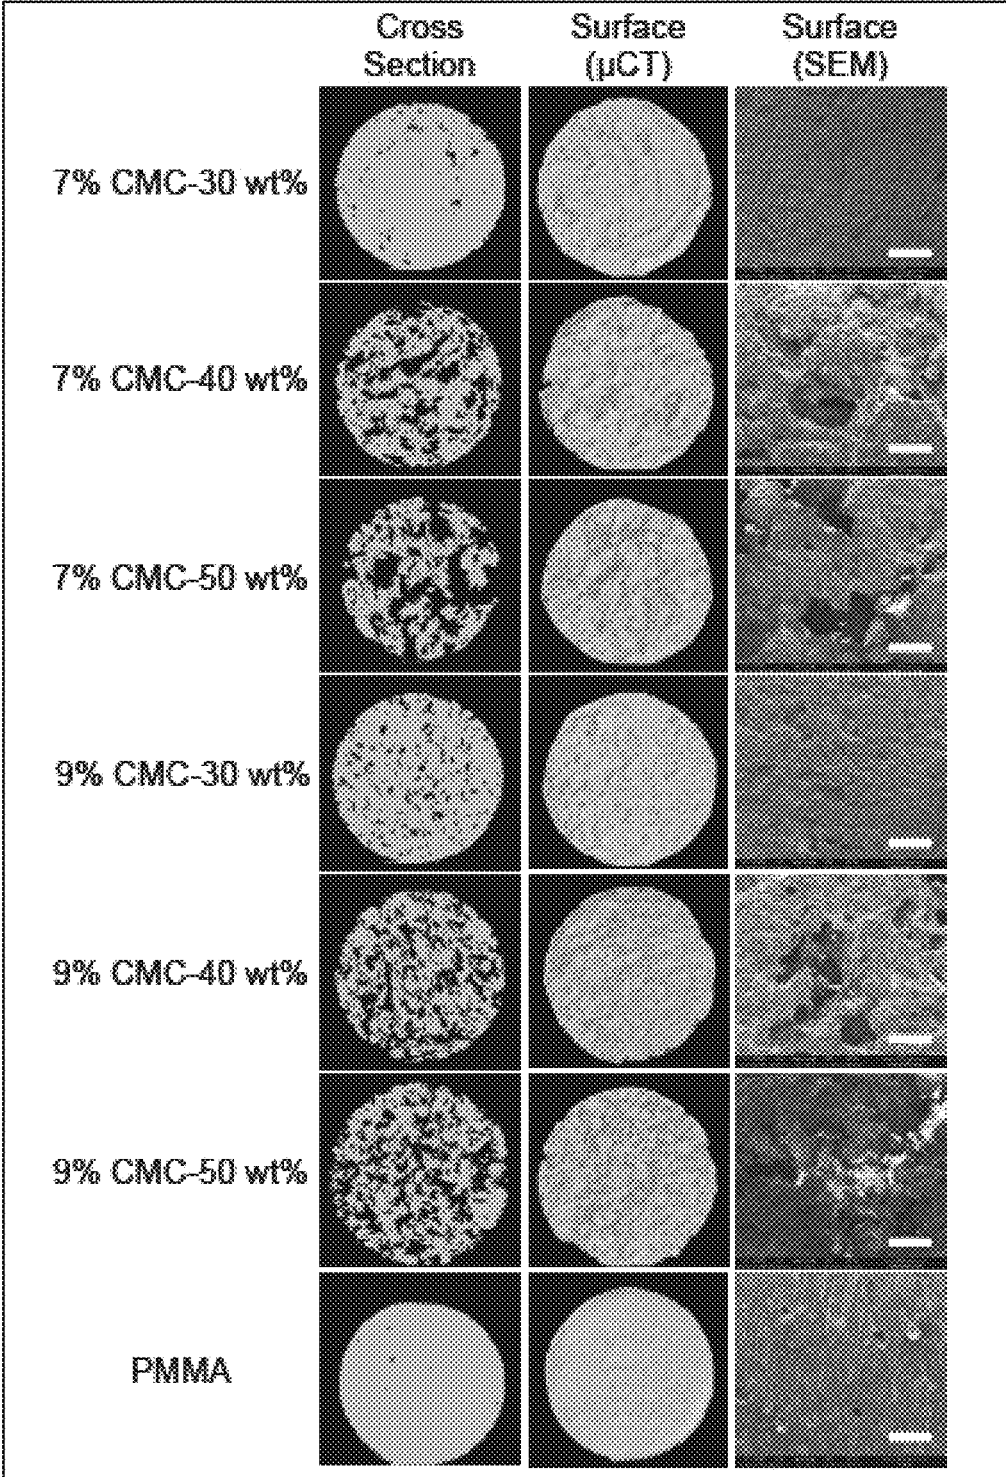 Cross
Section
Surface
(µCT)
Surface
(SEM)
7% CMC-30 wt%
7% CMC-40 wt%
7% CMC-50 wt%
9% CMC-30 wt%
9% CMC-40 wt%
9% CMC-50 wt%
PMMA